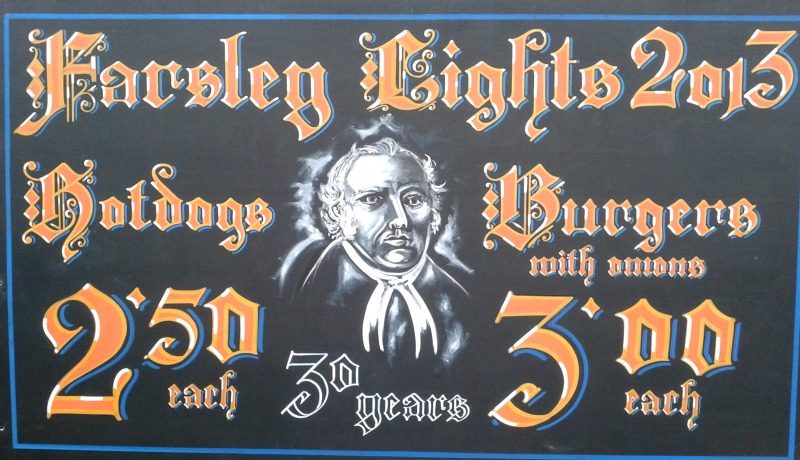 Farsley Lights 2013
Hotdogs
2·50
each
30 years
Burgers
with onions
3·00
each